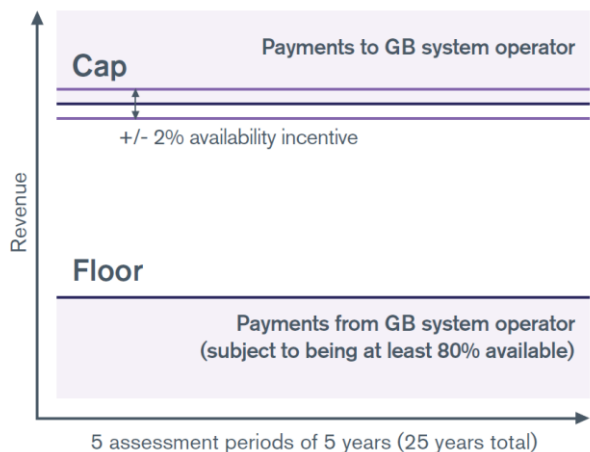 Payments to GB system operator
Cap
+/- 2% availability incentive
Revenue
Floor
Payments from GB system operator
(subject to being at least 80% available)
5 assessment periods of 5 years (25 years total)